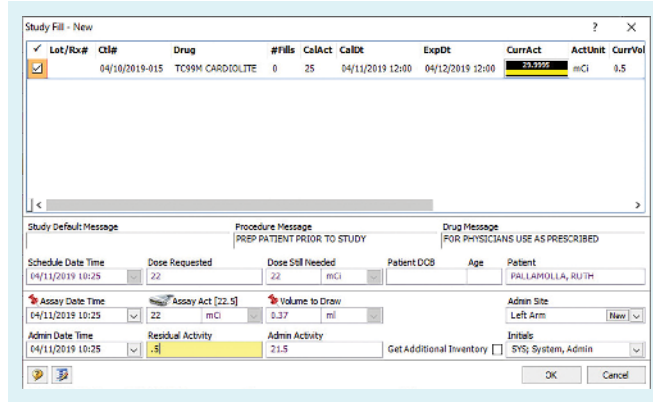 Study Fill - New ? ×
✓ Lot/Rx# Ctl# Drug #Fills CalAct CalDt ExpDt CurrAct ActUnit CurrVol
04/10/2019-015 TC99M CARDIOLITE 0 25 04/11/2019 12:00 04/12/2019 12:00 29.9995 mCi 0.5
Study Default Message Procedure Message Drug Message
PREP PATIENT PRIOR TO STUDY FOR PHYSICIANS USE AS PRESCRIBED
Schedule Date Time Dose Requested Dose Still Needed Patient DOB Age Patient
04/11/2019 10:25 22 22 mCi PALLAMOLLA, RUTH
Assay Date Time Assay Act [22.5] Volume to Draw Admin Site
04/11/2019 10:25 22 mCi 0.37 ml Left Arm New
Admin Date Time Residual Activity Admin Activity Initials
04/11/2019 10:25 .5 21.5 Get Additional Inventory SYS; System, Admin
OK Cancel